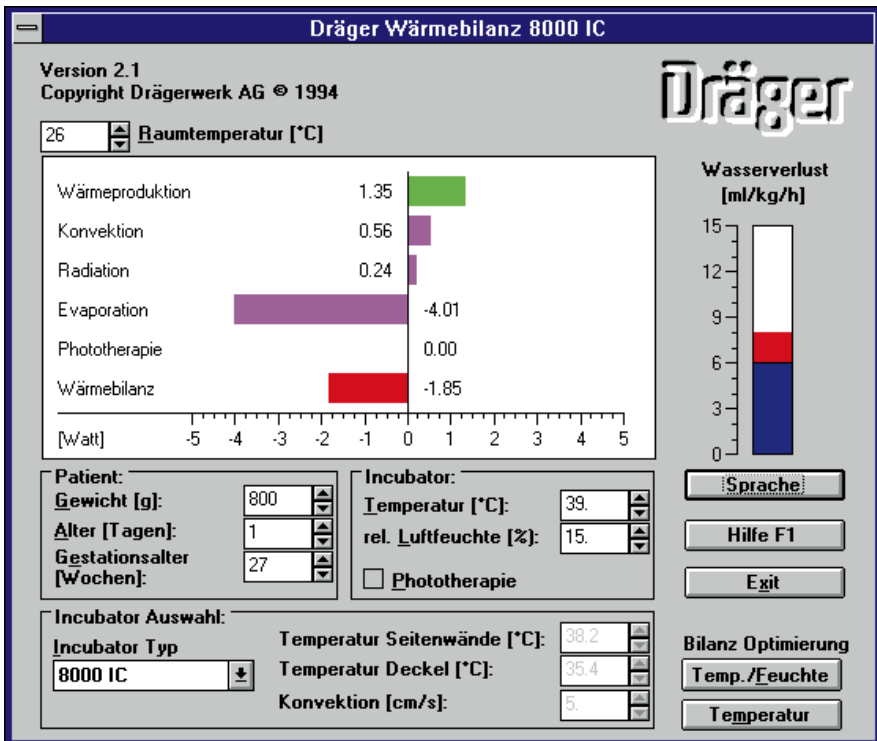 Dräger Wärmebilanz 8000 IC
Version 2.1
Copyright Drägerwerk AG © 1994
Dräger
26 Raumtemperatur [°C]
Wärmeproduktion 1.35
Konvektion 0.56
Radiation 0.24
Evaporation -4.01
Phototherapie 0.00
Wärmebilanz -1.85
[Watt] -5 -4 -3 -2 -1 0 1 2 3 4 5
Wasserverlust
[ml/kg/h]
15
12
9
6
3
0
Patient:
Gewicht [g]: 800
Alter [Tagen]: 1
Gestationsalter
[Wochen]: 27
Incubator:
Temperatur [°C]: 39.
rel. Luftfeuchte [%]: 15.
Phototherapie
Sprache
Hilfe F1
Exit
Incubator Auswahl:
Incubator Typ
8000 IC
Temperatur Seitenwände [°C]: 38.2
Temperatur Deckel [°C]: 35.4
Konvektion [cm/s]: 5.
Bilanz Optimierung
Temp./Feuchte
Temperatur